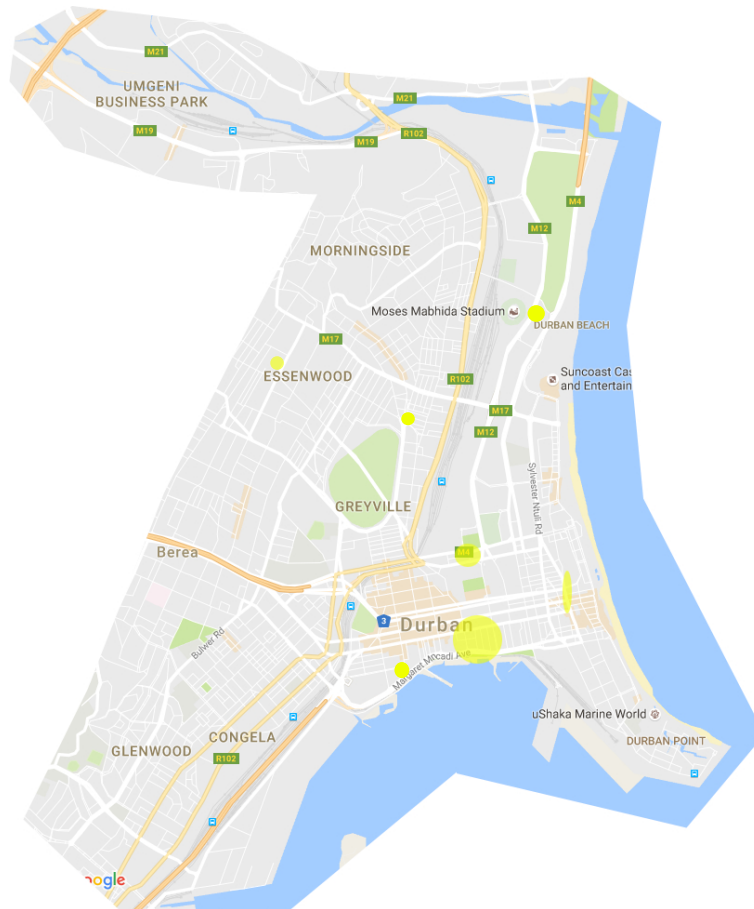 M21
UMGENI
BUSINESS PARK
M21
M19
R102
M19
M4
M12
MORNINGSIDE
Moses Mabhida Stadium
DURBAN BEACH
M17
ESSENWOOD
Suncoast Cas
and Entertain
R102
M17
M12
Sylvester Ntuli Rd
GREYVILLE
M4
Berea
3
Durban
Bulwer Rd
Margaret Mncadi Ave
uShaka Marine World
CONGELA
DURBAN POINT
GLENWOOD
R102
oogle